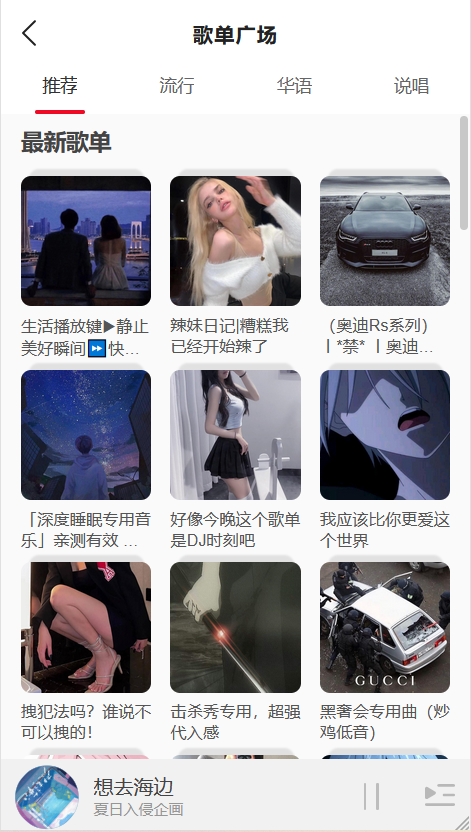 歌单广场
推荐 流行 华语 说唱
最新歌单
生活播放键▶静止
美好瞬间⏩快…
辣妹日记|糟糕我
已经开始辣了
（奥迪Rs系列）
丨*禁* 丨奥迪…
「深度睡眠专用音
乐」亲测有效 …
好像今晚这个歌单
是DJ时刻吧
我应该比你更爱这
个世界
拽犯法吗？谁说不
可以拽的！
击杀秀专用，超强
代入感
GUCCI
黑奢会专用曲（炒
鸡低音）
想去海边
夏日入侵企画